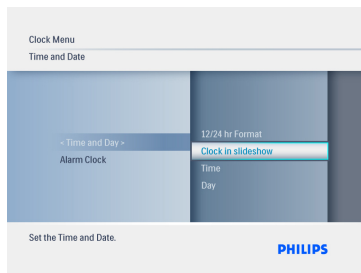 Clock Menu
Time and Date
« Time and Day »
Alarm Clock
12/24 hr Format
Clock in slideshow
Time
Day
Set the Time and Date.
PHILIPS